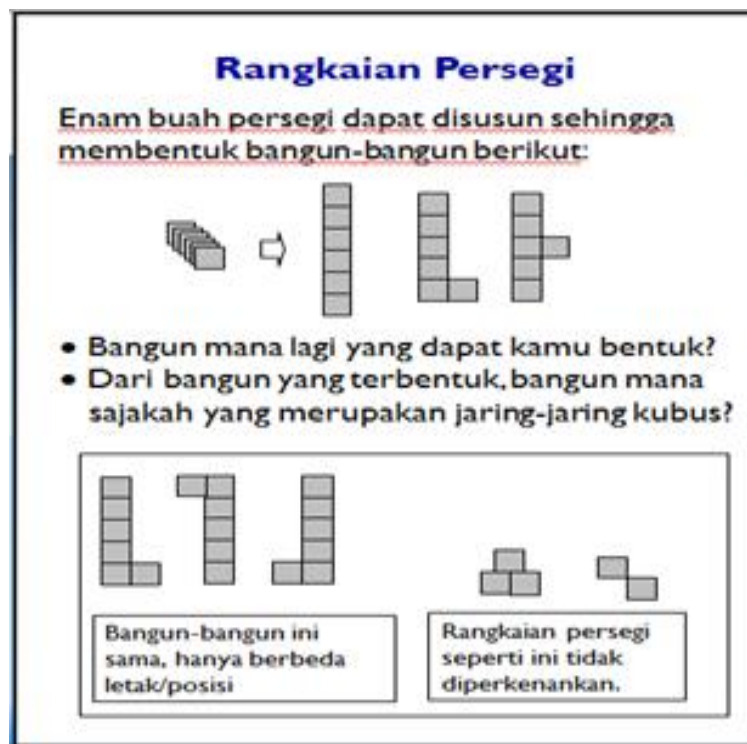 Rangkaian Persegi
Enam buah persegi dapat disusun sehingga
membentuk bangun-bangun berikut:
• Bangun mana lagi yang dapat kamu bentuk?
• Dari bangun yang terbentuk, bangun mana
sajakah yang merupakan jaring-jaring kubus?
Bangun-bangun ini
sama, hanya berbeda
letak/posisi
Rangkaian persegi
seperti ini tidak
diperkenankan.